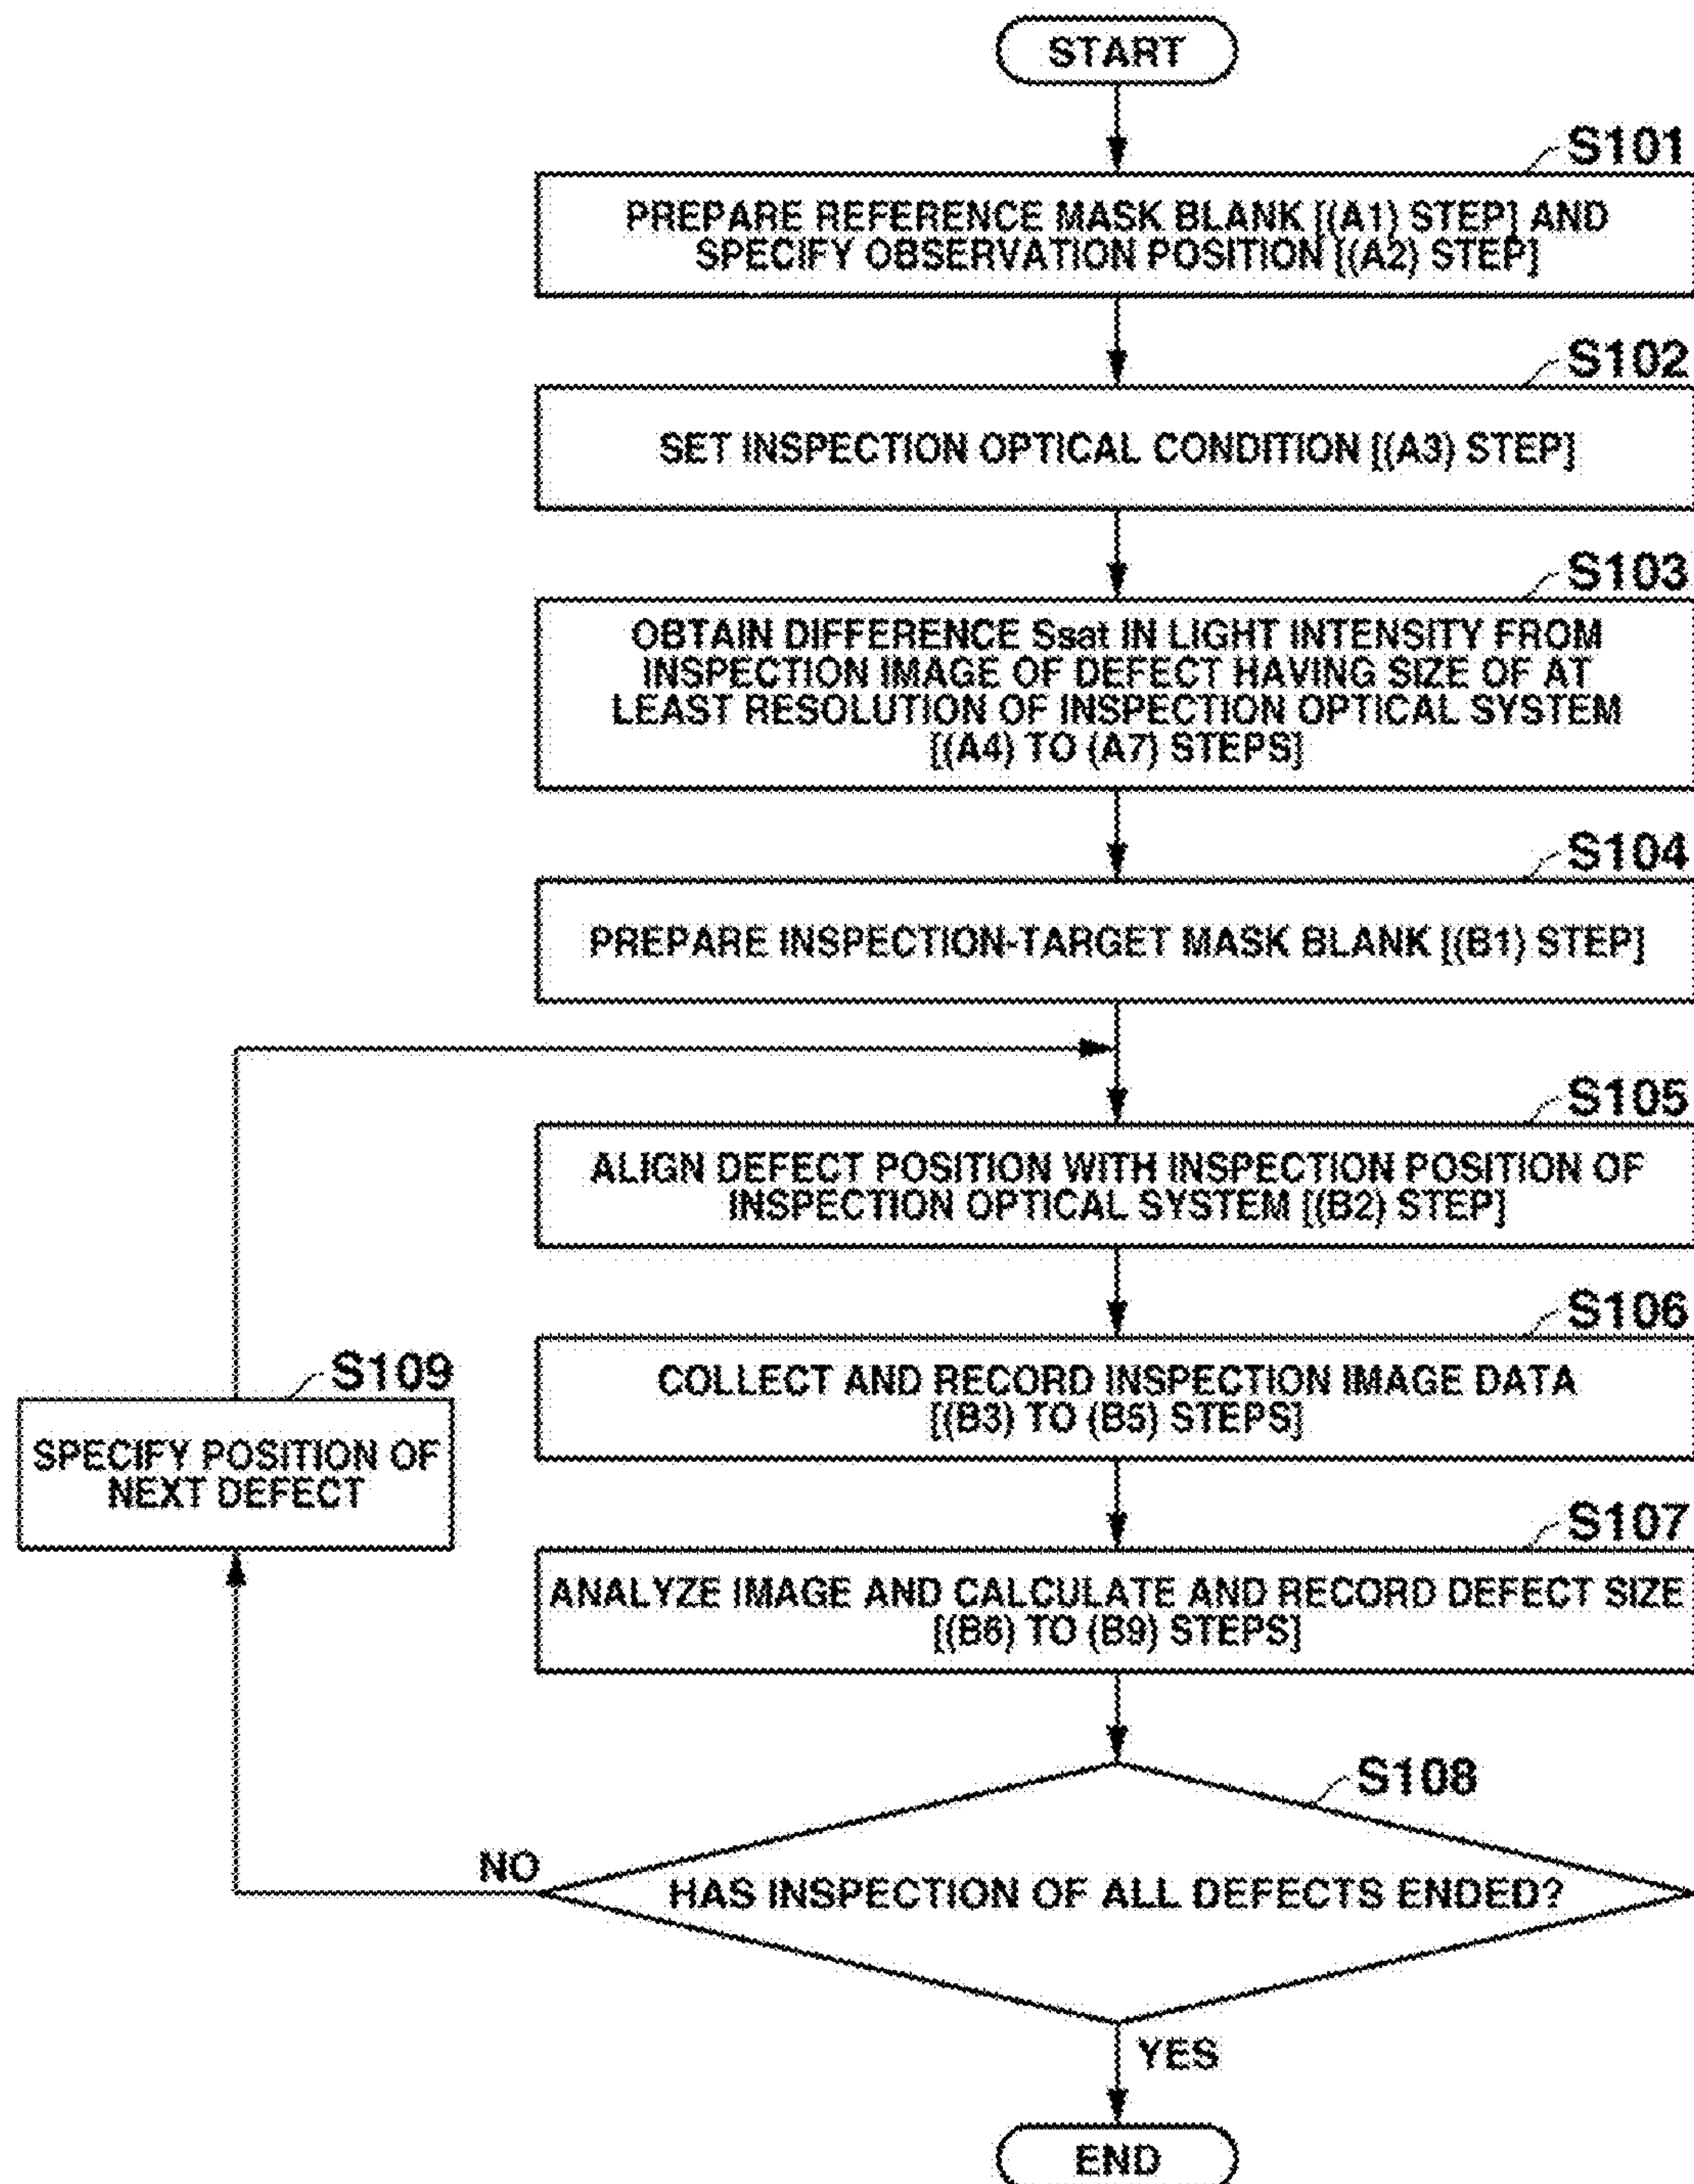 START
S101
PREPARE REFERENCE MASK BLANK [(A1) STEP] AND
SPECIFY OBSERVATION POSITION [(A2) STEP]
S102
SET INSPECTION OPTICAL CONDITION [(A3) STEP]
S103
OBTAIN DIFFERENCE Ssat IN LIGHT INTENSITY FROM
INSPECTION IMAGE OF DEFECT HAVING SIZE OF AT
LEAST RESOLUTION OF INSPECTION OPTICAL SYSTEM
[(A4) TO (A7) STEPS]
S104
PREPARE INSPECTION-TARGET MASK BLANK [(B1) STEP]
S105
ALIGN DEFECT POSITION WITH INSPECTION POSITION OF
INSPECTION OPTICAL SYSTEM [(B2) STEP]
S106
COLLECT AND RECORD INSPECTION IMAGE DATA
[(B3) TO (B5) STEPS]
S109
SPECIFY POSITION OF
NEXT DEFECT
S107
ANALYZE IMAGE AND CALCULATE AND RECORD DEFECT SIZE
[(B6) TO (B9) STEPS]
S108
NO
HAS INSPECTION OF ALL DEFECTS ENDED?
YES
END